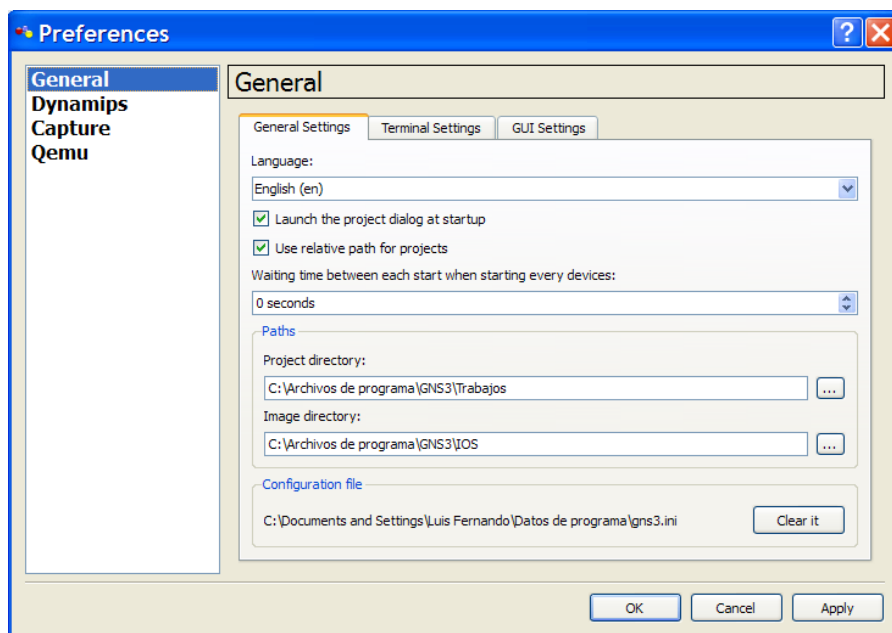 Preferences
General
Dynamips
Capture
Qemu
General
General Settings
Terminal Settings
GUI Settings
Language:
English (en)
Launch the project dialog at startup
Use relative path for projects
Waiting time between each start when starting every devices:
0 seconds
Paths
Project directory:
C:\Archivos de programa\GNS3\Trabajos
...
Image directory:
C:\Archivos de programa\GNS3\IOS
...
Configuration file
C:\Documents and Settings\Luis Fernando\Datos de programa\gns3.ini
Clear it
OK
Cancel
Apply